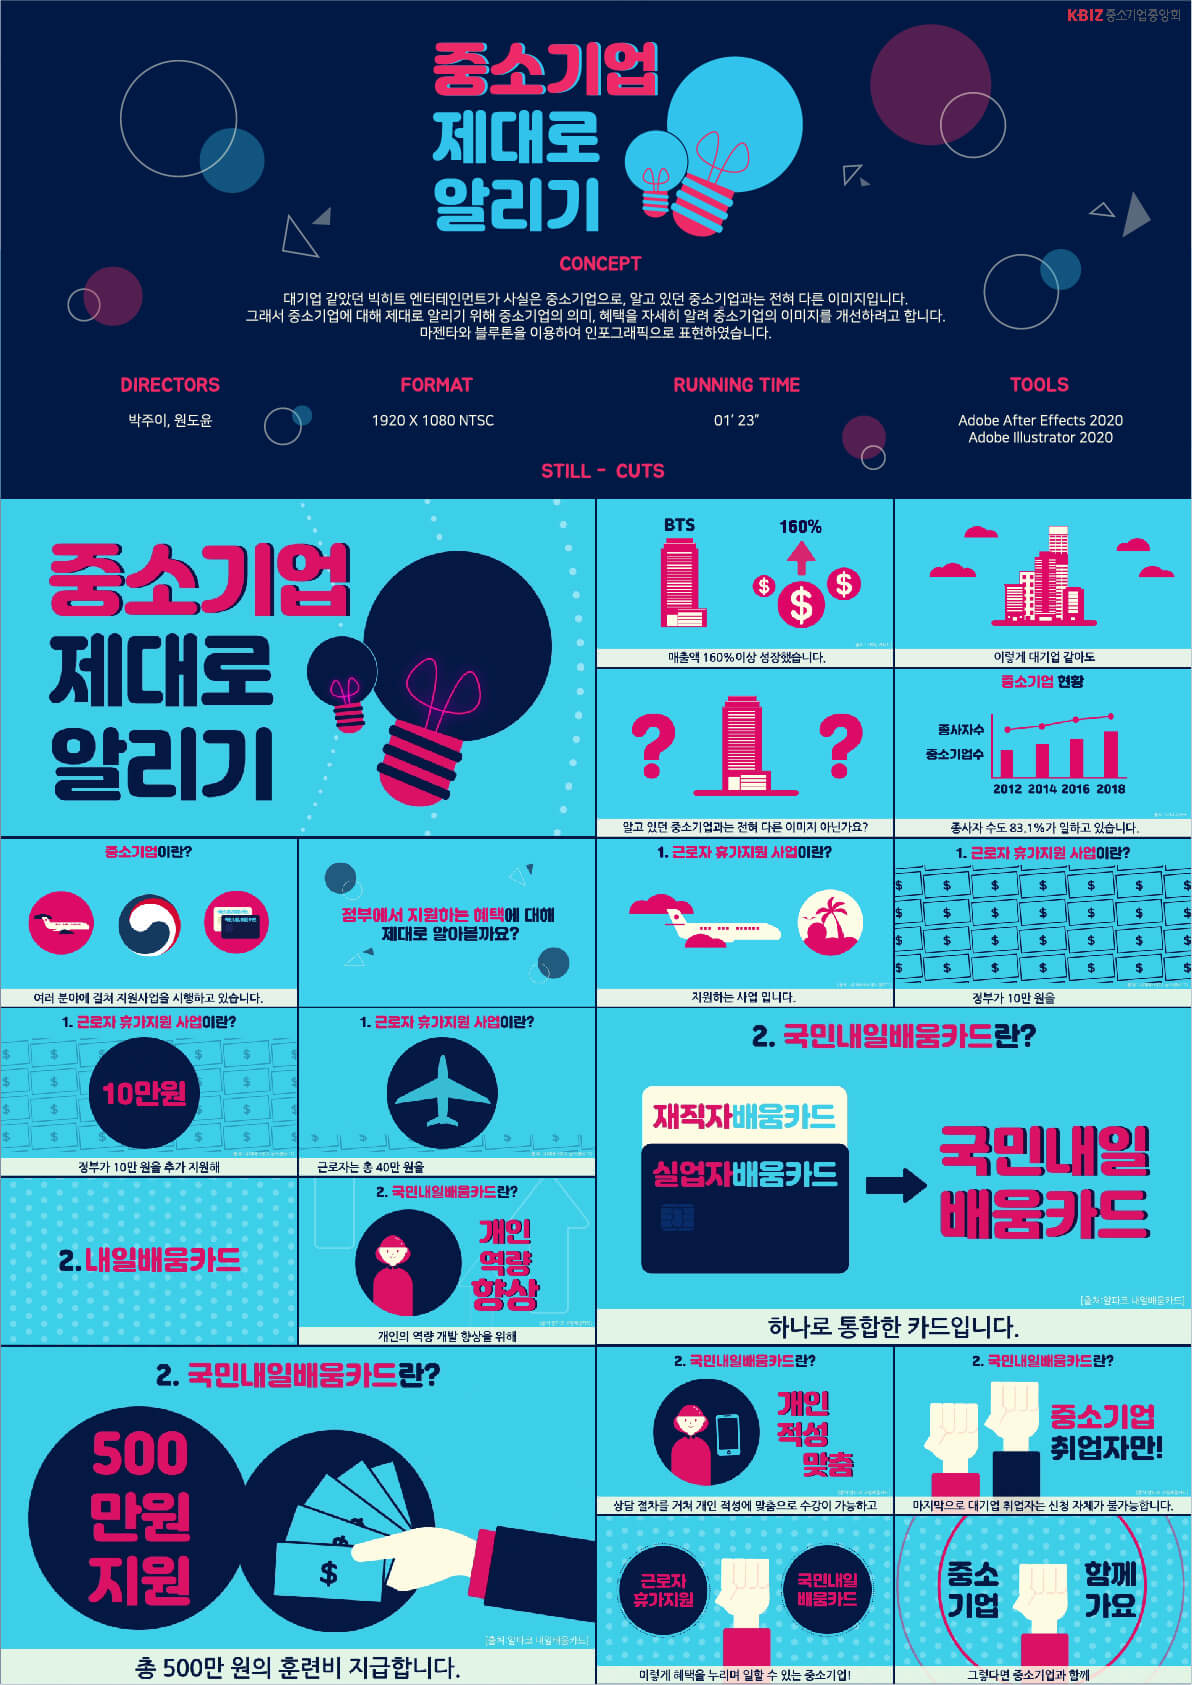 KBIZ 중소기업중앙회
중소기업
제대로
알리기
CONCEPT
대기업 같았던 빅히트 엔터테인먼트가 사실은 중소기업으로, 알고 있던 중소기업과는 전혀 다른 이미지입니다.
그래서 중소기업에 대해 제대로 알리기 위해 중소기업의 의미, 혜택을 자세히 알려 중소기업의 이미지를 개선하려고 합니다.
마젠타와 블루톤을 이용하여 인포그래픽으로 표현하였습니다.
DIRECTORS
박주이, 원도윤
FORMAT
1920 X 1080 NTSC
RUNNING TIME
01' 23"
TOOLS
Adobe After Effects 2020
Adobe Illustrator 2020
STILL - CUTS
중소기업
제대로
알리기
BTS
160%
매출액 160%이상 성장했습니다.
이렇게 대기업 같아도
알고 있던 중소기업과는 전혀 다른 이미지 아닌가요?
중소기업 현황
종사자수
중소기업수
2012 2014 2016 2018
종사자 수도 83.1%가 일하고 있습니다.
중소기업이란?
여러 분야에 걸쳐 지원사업을 시행하고 있습니다.
정부에서 지원하는 혜택에 대해
제대로 알아볼까요?
1. 근로자 휴가지원 사업이란?
지원하는 사업 입니다.
1. 근로자 휴가지원 사업이란?
정부가 10만 원을
1. 근로자 휴가지원 사업이란?
10만원
정부가 10만 원을 추가 지원해
1. 근로자 휴가지원 사업이란?
근로자는 총 40만 원을
2. 국민내일배움카드란?
재직자배움카드
실업자배움카드
국민내일
배움카드
[출처:알파코 내일배움카드]
하나로 통합한 카드입니다.
2.내일배움카드
2. 국민내일배움카드란?
개인
역량
향상
개인의 역량 개발 향상을 위해
2. 국민내일배움카드란?
500
만원
지원
[출처:알파코 내일배움카드]
총 500만 원의 훈련비 지급합니다.
2. 국민내일배움카드란?
개인
적성
맞춤
상담 절차를 거쳐 개인 적성에 맞춤으로 수강이 가능하고
2. 국민내일배움카드란?
중소기업
취업자만!
마지막으로 대기업 취업자는 신청 자체가 불가능합니다.
근로자
휴가지원
국민내일
배움카드
이렇게 혜택을 누리며 일할 수 있는 중소기업!
중소
기업
함께
가요
그렇다면 중소기업과 함께